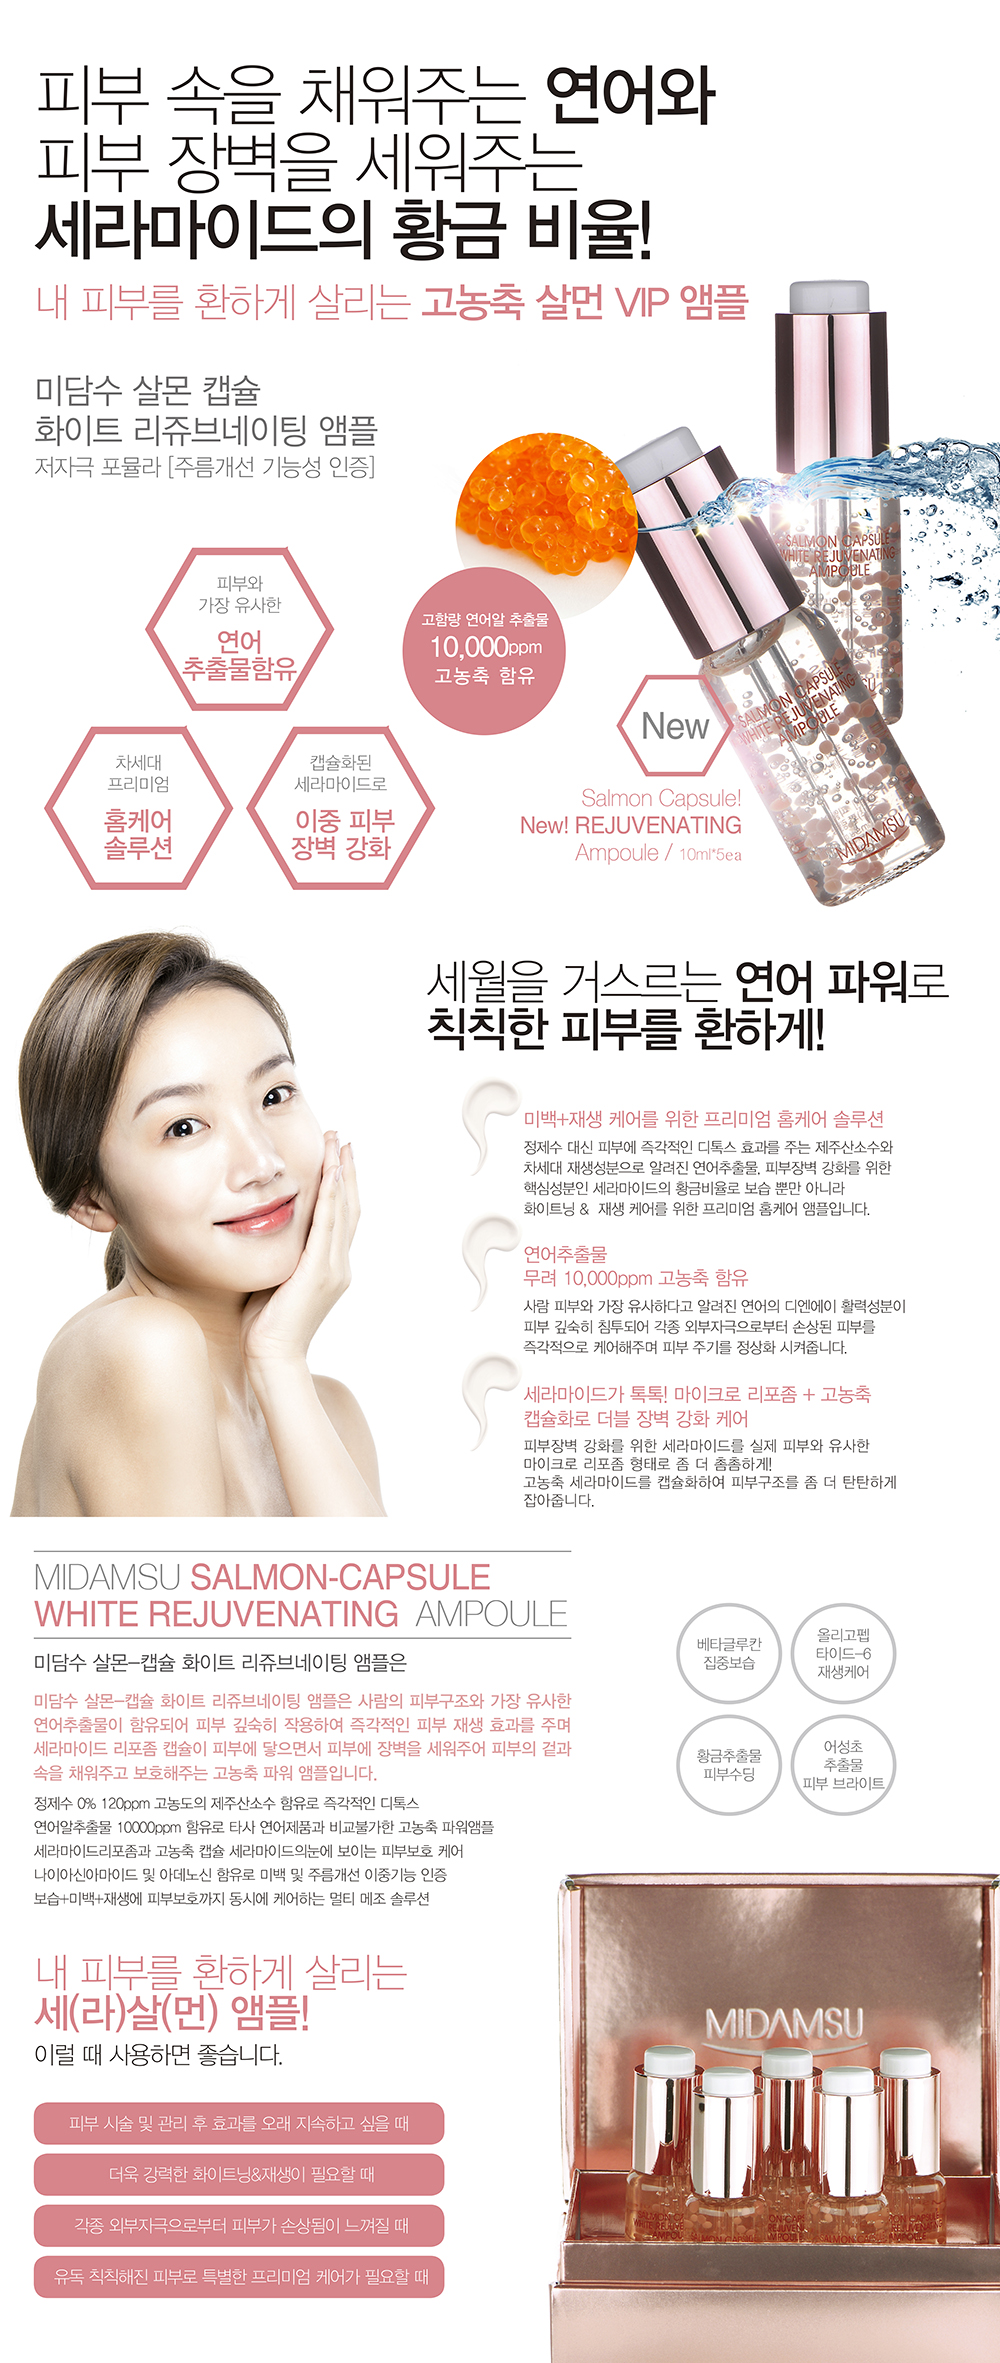 피부 속을 채워주는 연어와
피부 장벽을 세워주는
세라마이드의 황금 비율!
내 피부를 환하게 살리는 고농축 살먼 VIP 앰플
미담수 살몬 캡슐
화이트 리쥬브네이팅 앰플
저자극 포뮬라 [주름개선 기능성 인증]
피부와
가장 유사한
연어
추출물함유
고함량 연어알 추출물
10,000ppm
고농축 함유
차세대
프리미엄
홈케어
솔루션
캡슐화된
세라마이드로
이중 피부
장벽 강화
SALMON CAPSULE
WHITE REJUVENATING
AMPOULE
SALMON CAPSULE
WHITE REJUVENATING
AMPOULE
MIDAMSU
New
Salmon Capsule!
New! REJUVENATING
Ampoule / 10ml*5ea
세월을 거스르는 연어 파워로
칙칙한 피부를 환하게!
미백+재생 케어를 위한 프리미엄 홈케어 솔루션
정제수 대신 피부에 즉각적인 디톡스 효과를 주는 제주산소수와
차세대 재생성분으로 알려진 연어추출물, 피부장벽 강화를 위한
핵심성분인 세라마이드의 황금비율로 보습 뿐만 아니라
화이트닝 & 재생 케어를 위한 프리미엄 홈케어 앰플입니다.
연어추출물
무려 10,000ppm 고농축 함유
사람 피부와 가장 유사하다고 알려진 연어의 디엔에이 활력성분이
피부 깊숙히 침투되어 각종 외부자극으로부터 손상된 피부를
즉각적으로 케어해주며 피부 주기를 정상화 시켜줍니다.
세라마이드가 톡톡! 마이크로 리포좀 + 고농축
캡슐화로 더블 장벽 강화 케어
피부장벽 강화를 위한 세라마이드를 실제 피부와 유사한
마이크로 리포좀 형태로 좀 더 촘촘하게!
고농축 세라마이드를 캡슐화하여 피부구조를 좀 더 탄탄하게
잡아줍니다.
MIDAMSU SALMON-CAPSULE
WHITE REJUVENATING AMPOULE
미담수 살몬-캡슐 화이트 리쥬브네이팅 앰플은
미담수 살몬-캡슐 화이트 리쥬브네이팅 앰플은 사람의 피부구조와 가장 유사한
연어추출물이 함유되어 피부 깊숙히 작용하여 즉각적인 피부 재생 효과를 주며
세라마이드 리포좀 캡슐이 피부에 닿으면서 피부에 장벽을 세워주어 피부의 겉과
속을 채워주고 보호해주는 고농축 파워 앰플입니다.
정제수 0% 120ppm 고농도의 제주산소수 함유로 즉각적인 디톡스
연어알추출물 10000ppm 함유로 타사 연어제품과 비교불가한 고농축 파워앰플
세라마이드리포좀과 고농축 캡슐 세라마이드의눈에 보이는 피부보호 케어
나이아신아마이드 및 아데노신 함유로 미백 및 주름개선 이중기능 인증
보습+미백+재생에 피부보호까지 동시에 케어하는 멀티 메조 솔루션
베타글루칸
집중보습
올리고펩
타이드-6
재생케어
황금추출물
피부수딩
어성초
추출물
피부 브라이트
내 피부를 환하게 살리는
세(라)살(먼) 앰플!
이럴 때 사용하면 좋습니다.
피부 시술 및 관리 후 효과를 오래 지속하고 싶을 때
더욱 강력한 화이트닝&재생이 필요할 때
각종 외부자극으로부터 피부가 손상됨이 느껴질 때
유독 칙칙해진 피부로 특별한 프리미엄 케어가 필요할 때
MIDAMSU